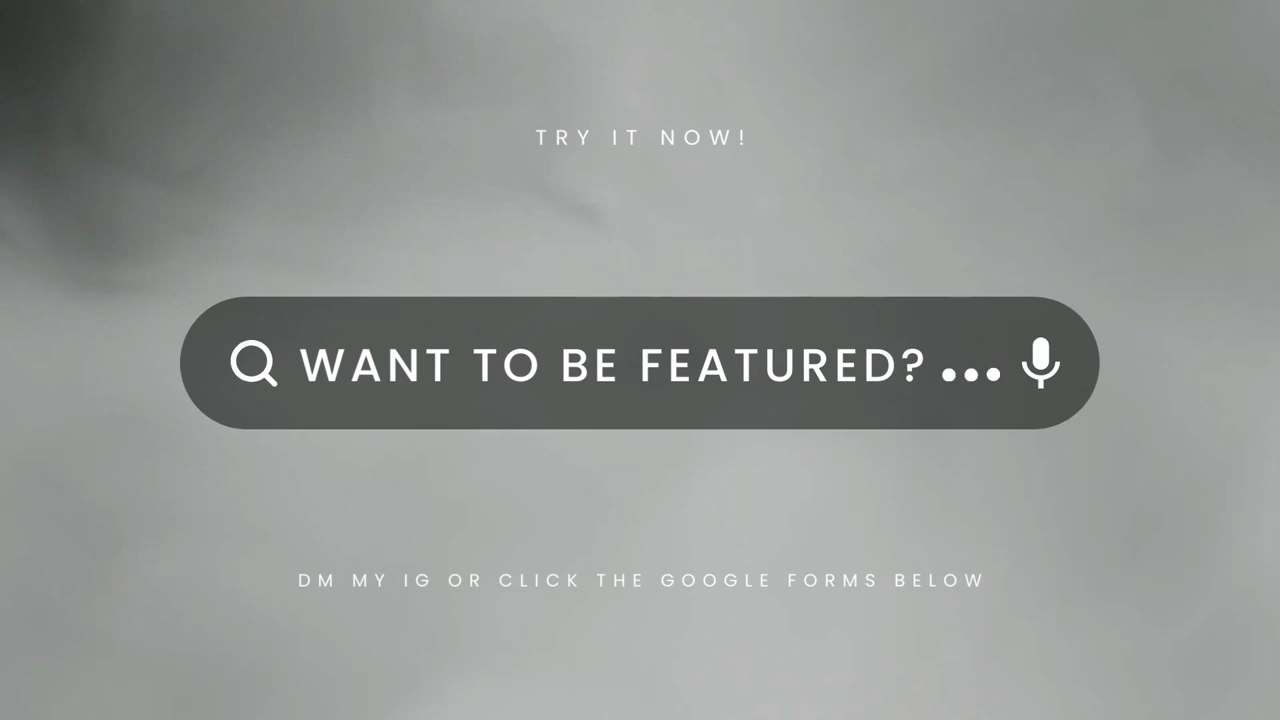 TRY IT NOW!
WANT TO BE FEATURED? ...
DM MY IG OR CLICK THE GOOGLE FORMS BELOW